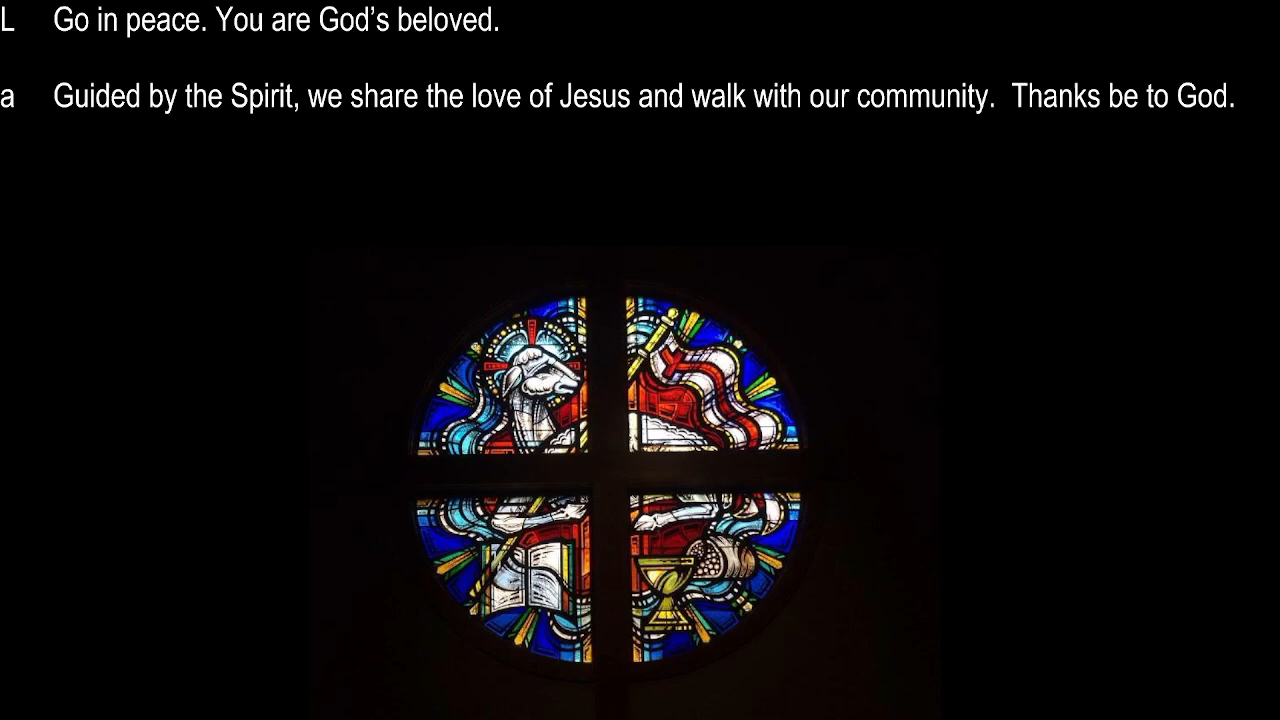 L Go in peace. You are God’s beloved.
a Guided by the Spirit, we share the love of Jesus and walk with our community. Thanks be to God.